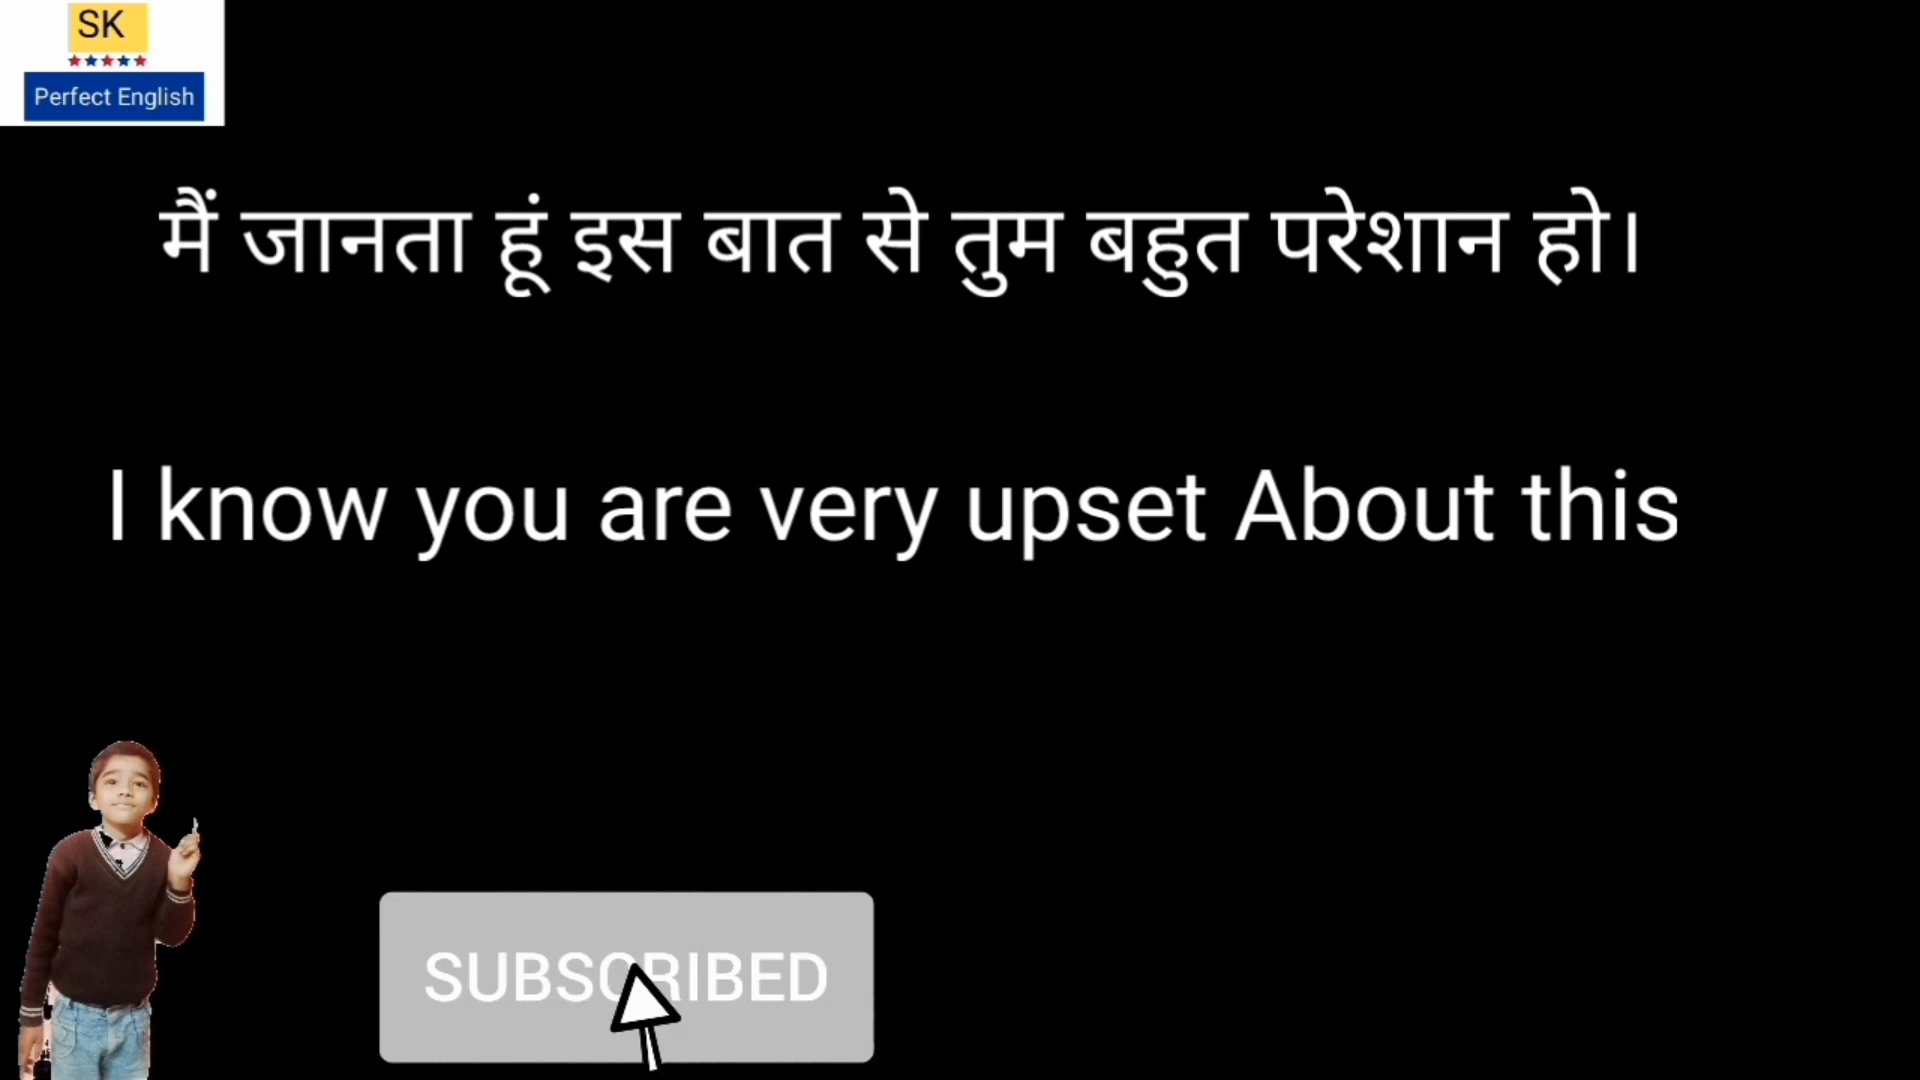 SK
Perfect English
मैं जानता हूं इस बात से तुम बहुत परेशान हो।
I know you are very upset About this
SUBSCRIBED